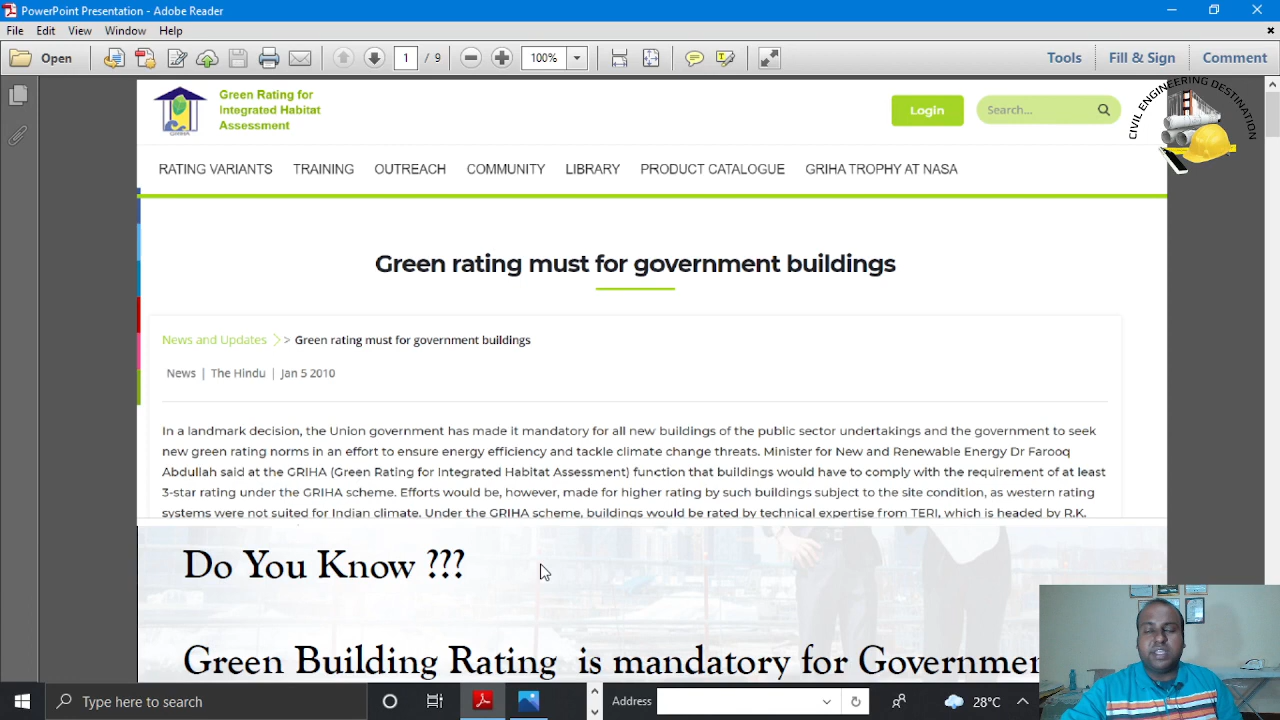 PowerPoint Presentation - Adobe Reader
File Edit View Window Help
Open 1 / 9 100% Tools Fill & Sign Comment
Green Rating for
Integrated Habitat
Assessment
GRIHA
Login Search...
CIVIL ENGINEERING DESTINATION
RATING VARIANTS TRAINING OUTREACH COMMUNITY LIBRARY PRODUCT CATALOGUE GRIHA TROPHY AT NASA
Green rating must for government buildings
News and Updates > Green rating must for government buildings
News | The Hindu | Jan 5 2010
In a landmark decision, the Union government has made it mandatory for all new buildings of the public sector undertakings and the government to seek
new green rating norms in an effort to ensure energy efficiency and tackle climate change threats. Minister for New and Renewable Energy Dr Farooq
Abdullah said at the GRIHA (Green Rating for Integrated Habitat Assessment) function that buildings would have to comply with the requirement of at least
3-star rating under the GRIHA scheme. Efforts would be, however, made for higher rating by such buildings subject to the site condition, as western rating
systems were not suited for Indian climate. Under the GRIHA scheme, buildings would be rated by technical expertise from TERI, which is headed by R.K.
Do You Know ???
Green Building Rating is mandatory for Governmen
Type here to search Address 28°C